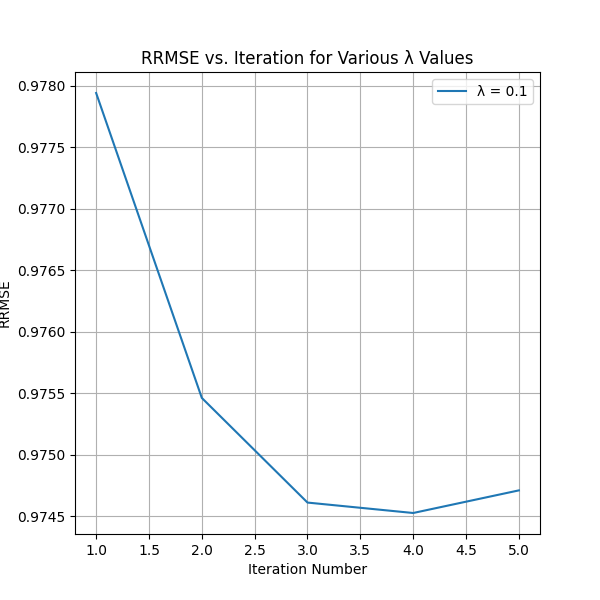 RRMSE vs. Iteration for Various λ Values
λ = 0.1
0.9780
0.9775
0.9770
0.9765
0.9760
0.9755
0.9750
0.9745
RRMSE
1.0 1.5 2.0 2.5 3.0 3.5 4.0 4.5 5.0
Iteration Number